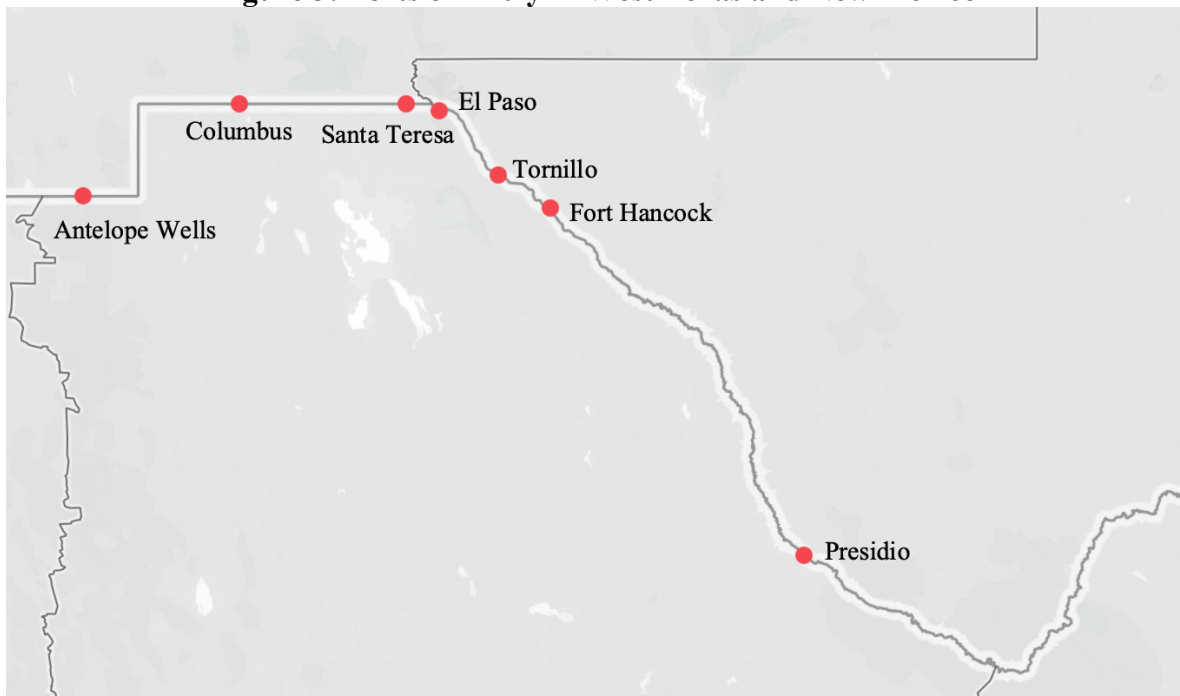 El Paso
Columbus
Santa Teresa
Tornillo
Fort Hancock
Antelope Wells
Presidio